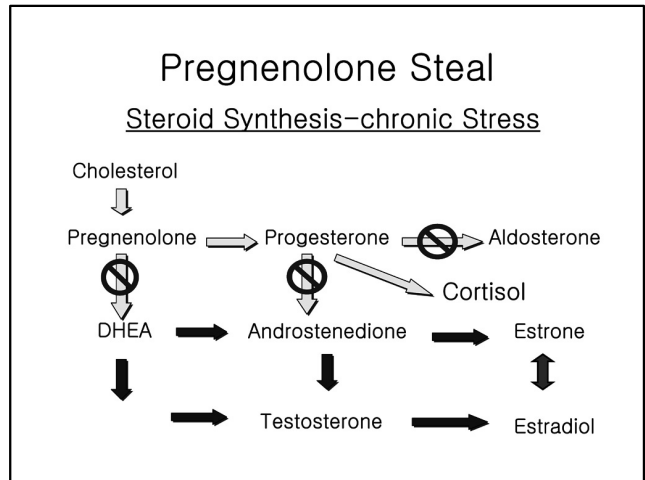 Pregnenolone Steal
Steroid Synthesis-chronic Stress
Cholesterol
Pregnenolone Progesterone Aldosterone
Cortisol
DHEA Androstenedione Estrone
Testosterone Estradiol